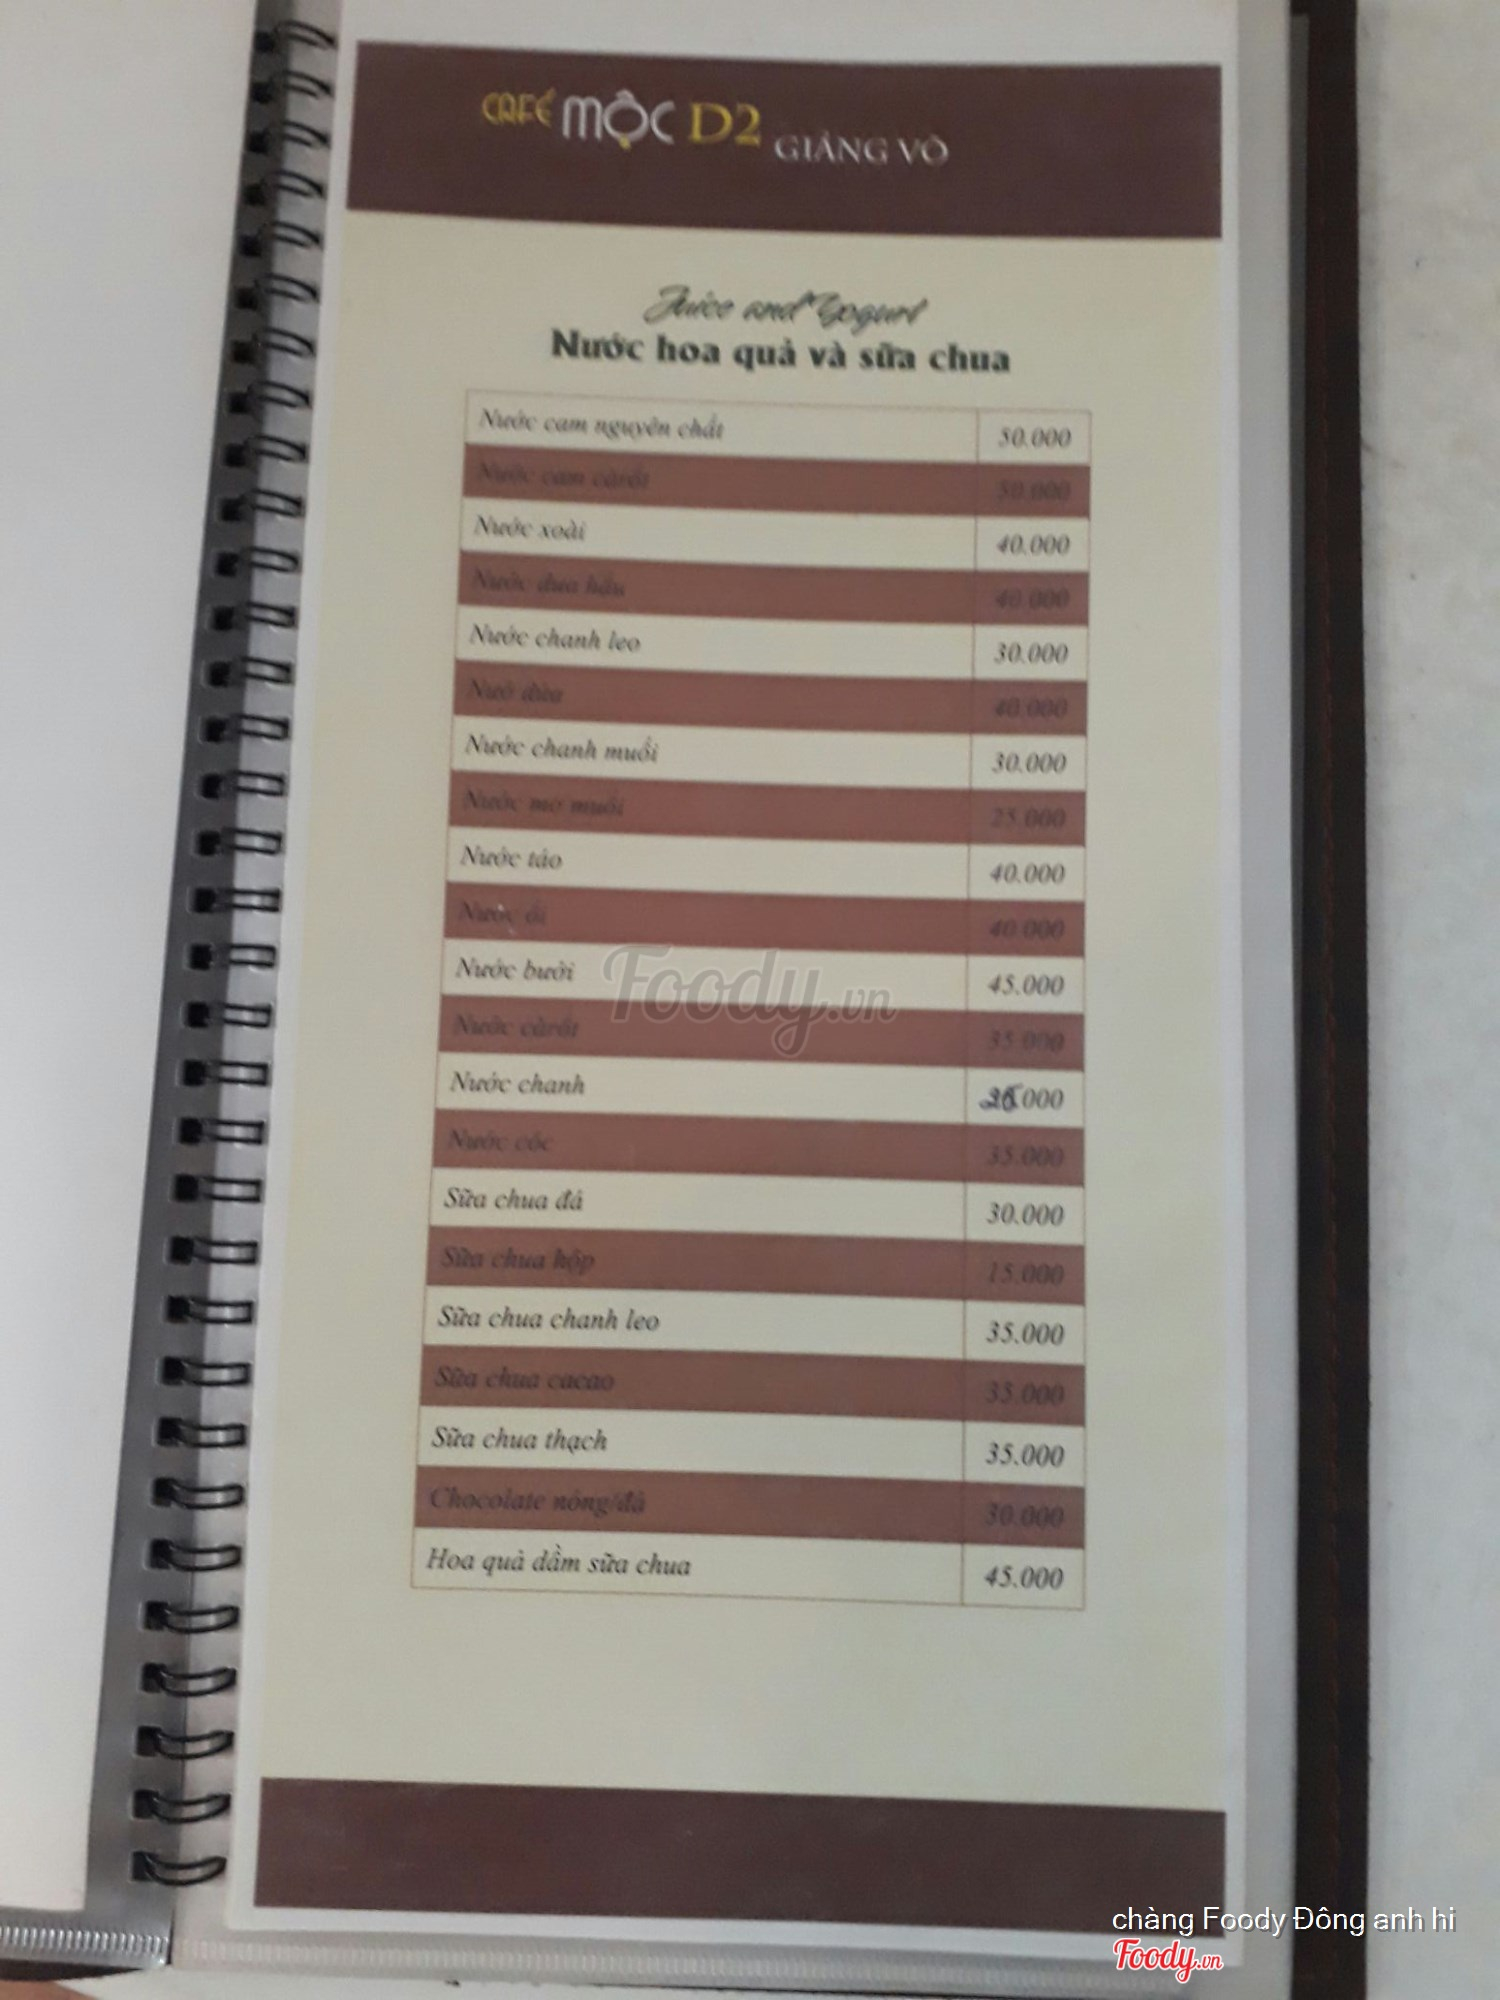 CAFÉ MỘC D2 GIẢNG VÕ
Juice and Yogurt
Nước hoa quả và sữa chua
Nước cam nguyên chất 50.000
Nước cam càrốt 50.000
Nước xoài 40.000
Nước dưa hấu 40.000
Nước chanh leo 30.000
Nướ dừa 40.000
Nước chanh muối 30.000
Nước mơ muối 25.000
Nước táo 40.000
Nước ổi 40.000
Nước bưởi 45.000
Nước càrốt 35.000
Nước chanh 25.000
Nước cóc 35.000
Sữa chua đá 30.000
Sữa chua hộp 15.000
Sữa chua chanh leo 35.000
Sữa chua cacao 35.000
Sữa chua thạch 35.000
Chocolate nóng/đá 30.000
Hoa quả dầm sữa chua 45.000
Foody.vn
chàng Foody Đông anh hi
Foody.vn